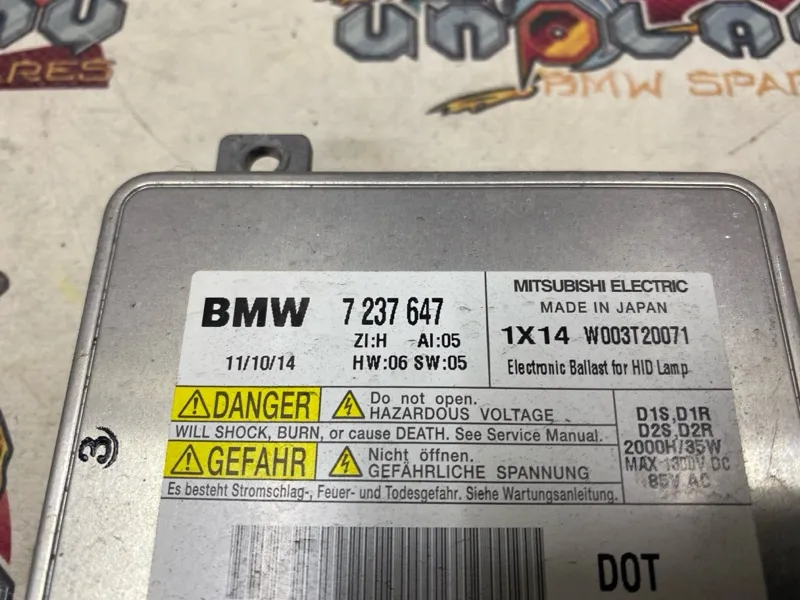 UNPLA
BMW SPAR
ARES
BMW 7 237 647
ZI:H AI:05
11/10/14 HW:06 SW:05
MITSUBISHI ELECTRIC
MADE IN JAPAN
1X14 W003T20071
Electronic Ballast for HID Lamp
DANGER
Do not open.
HAZARDOUS VOLTAGE
WILL SHOCK, BURN, or cause DEATH. See Service Manual.
GEFAHR
Nicht öffnen.
GEFÄHRLICHE SPANNUNG
Es besteht Stromschlag-, Feuer- und Todesgefahr. Siehe Wartungsanleitung.
D1S,D1R
D2S,D2R
2000H/35W
MAX 1300V DC
85V AC
3)
DOT